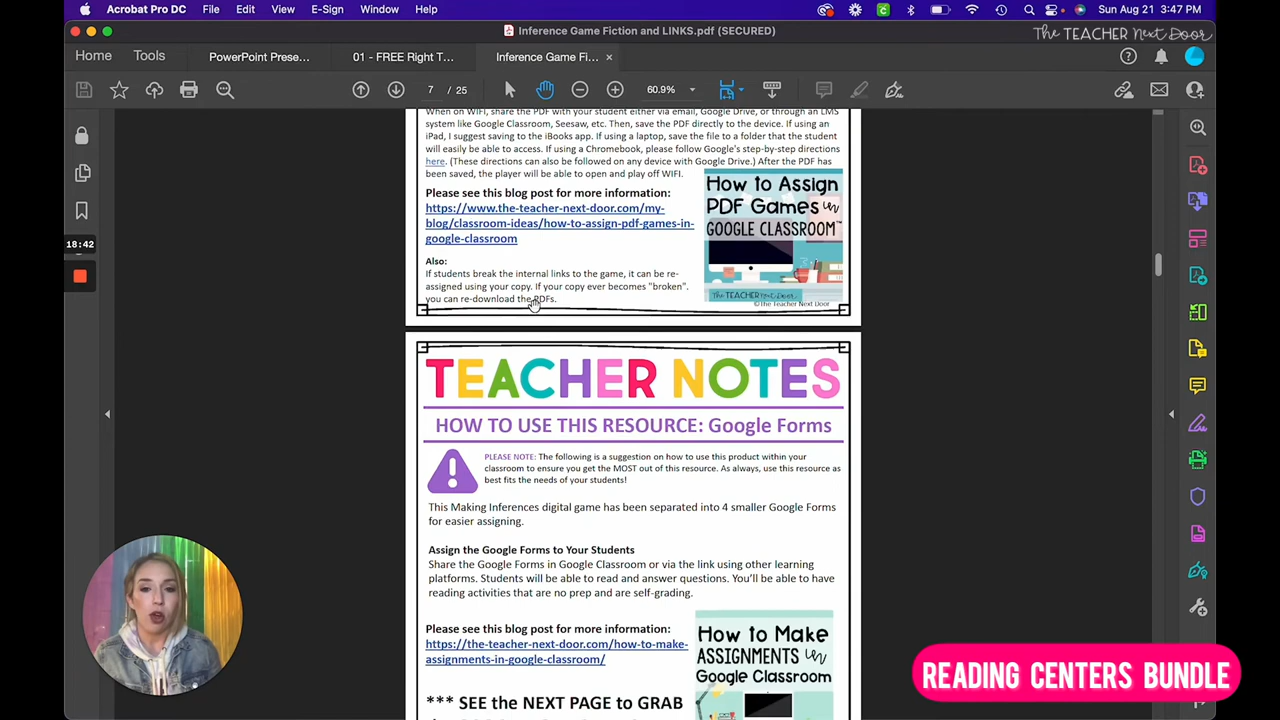 Acrobat Pro DC File Edit View E-Sign Window Help
Sun Aug 21 3:47 PM
Inference Game Fiction and LINKS.pdf (SECURED)
The TEACHER Next Door
Home Tools PowerPoint Prese... 01 - FREE Right T... Inference Game Fi... ×
7 / 25 60.9%
When on WIFI, share the PDF with your student either via email, Google Drive, or through an LMS
system like Google Classroom, Seesaw, etc. Then, save the PDF directly to the device. If using an
iPad, I suggest saving to the iBooks app. If using a laptop, save the file to a folder that the student
will easily be able to access. If using a Chromebook, please follow Google's step-by-step directions
here. (These directions can also be followed on any device with Google Drive.) After the PDF has
been saved, the player will be able to open and play off WIFI.
Please see this blog post for more information:
https://www.the-teacher-next-door.com/my-
blog/classroom-ideas/how-to-assign-pdf-games-in-
google-classroom
How to Assign
PDF Games in
GOOGLE CLASSROOM™
The TEACHER Next Door
Also:
If students break the internal links to the game, it can be re-
assigned using your copy. If your copy ever becomes "broken".
you can re-download the PDFs.
©The Teacher Next Door
18:42
TEACHER NOTES
HOW TO USE THIS RESOURCE: Google Forms
PLEASE NOTE: The following is a suggestion on how to use this product within your
classroom to ensure you get the MOST out of this resource. As always, use this resource as
best fits the needs of your students!
This Making Inferences digital game has been separated into 4 smaller Google Forms
for easier assigning.
Assign the Google Forms to Your Students
Share the Google Forms in Google Classroom or via the link using other learning
platforms. Students will be able to read and answer questions. You'll be able to have
reading activities that are no prep and are self-grading.
Please see this blog post for more information:
https://the-teacher-next-door.com/how-to-make-
assignments-in-google-classroom/
How to Make
ASSIGNMENTS in
Google Classroom
*** SEE the NEXT PAGE to GRAB
READING CENTERS BUNDLE